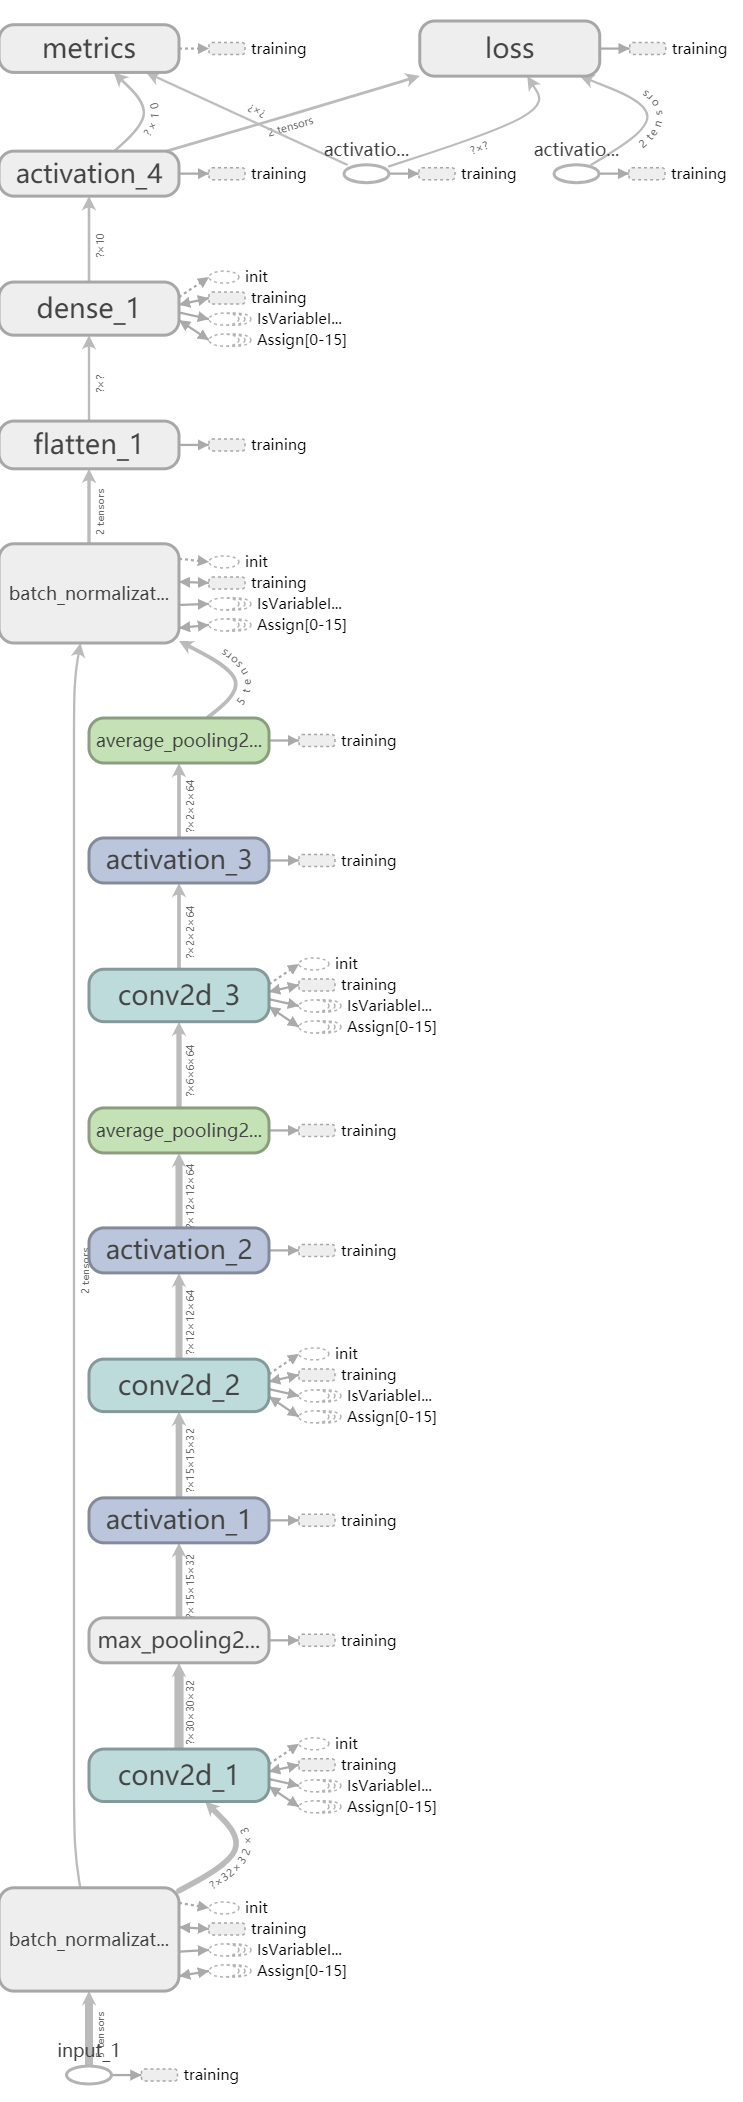 metrics
training
loss
training
? × 1 0
?×?
2 tensors
2 tensors
activatio...
training
?×?
activatio...
training
activation_4
training
?×10
dense_1
init
training
IsVariableI...
Assign[0-15]
?×?
flatten_1
training
2 tensors
batch_normalizat...
init
training
IsVariableI...
Assign[0-15]
5 tensors
average_pooling2...
training
?×2×2×64
activation_3
training
?×2×2×64
conv2d_3
init
training
IsVariableI...
Assign[0-15]
?×6×6×64
average_pooling2...
training
?×12×12×64
activation_2
training
2 tensors
?×12×12×64
conv2d_2
init
training
IsVariableI...
Assign[0-15]
?×15×15×32
activation_1
training
?×15×15×32
max_pooling2...
training
?×30×30×32
conv2d_1
init
training
IsVariableI...
Assign[0-15]
?×32×32×3
batch_normalizat...
init
training
IsVariableI...
Assign[0-15]
tensors
input_1
training